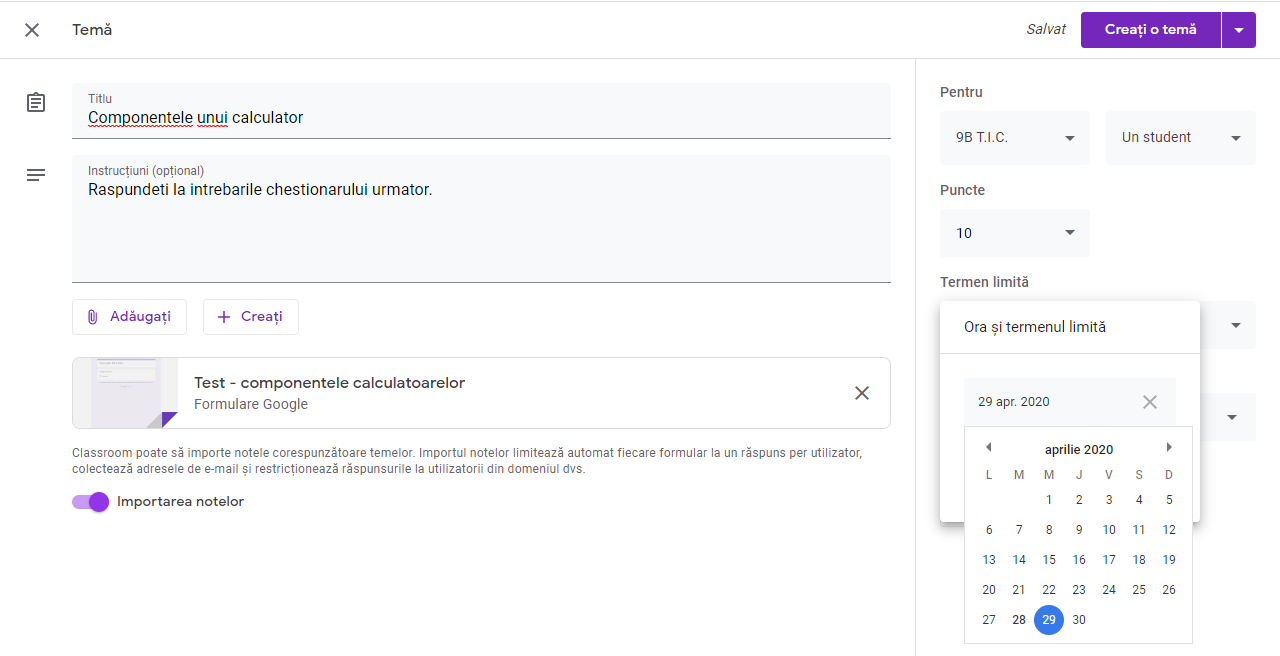 Temă
Salvat
Creați o temă
Titlu
Componentele unui calculator
Instrucțiuni (opțional)
Raspundeti la intrebarile chestionarului urmator.
Adăugați
Creați
Test - componentele calculatoarelor
Formulare Google
Classroom poate să importe notele corespunzătoare temelor. Importul notelor limitează automat fiecare formular la un răspuns per utilizator,
colectează adresele de e-mail și restricționează răspunsurile la utilizatorii din domeniul dvs.
Importarea notelor
Pentru
9B T.I.C.
Un student
Puncte
10
Termen limită
Ora și termenul limită
29 apr. 2020
aprilie 2020
L M M J V S D
1 2 3 4 5
6 7 8 9 10 11 12
13 14 15 16 17 18 19
20 21 22 23 24 25 26
27 28 29 30